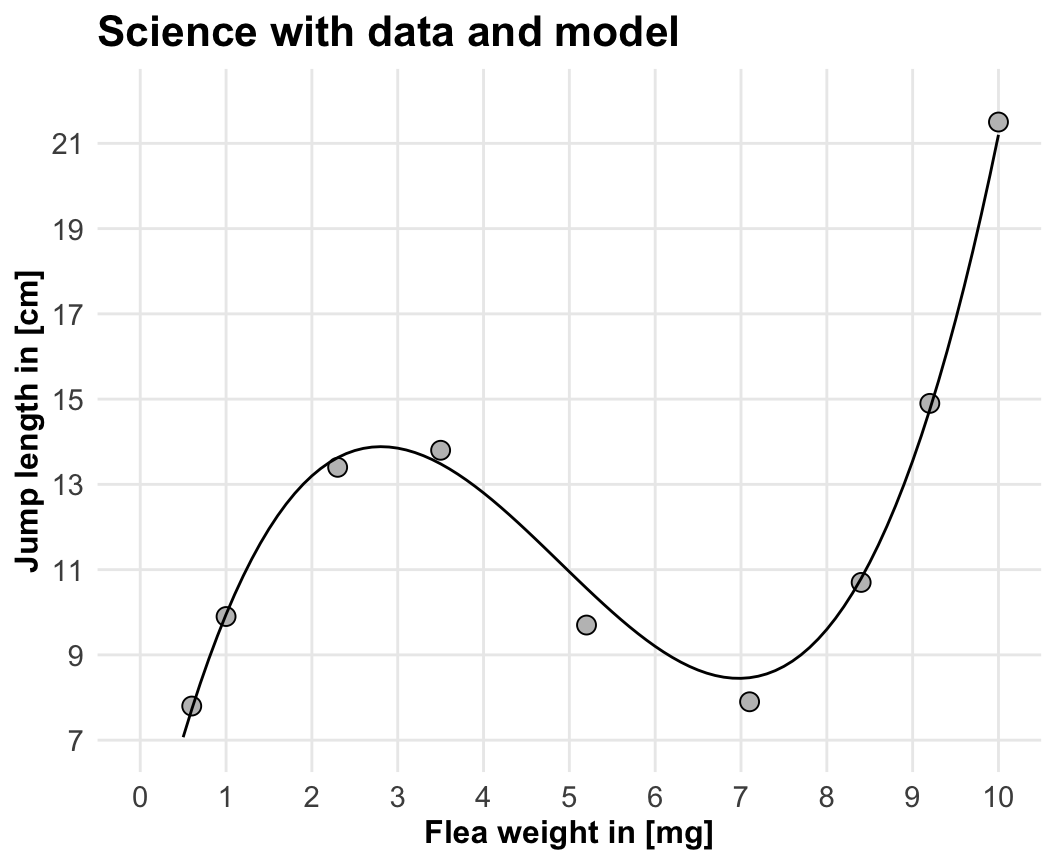 Science with data and model
Jump length in [cm]
21
19
17
15
13
11
9
7
0 1 2 3 4 5 6 7 8 9 10
Flea weight in [mg]